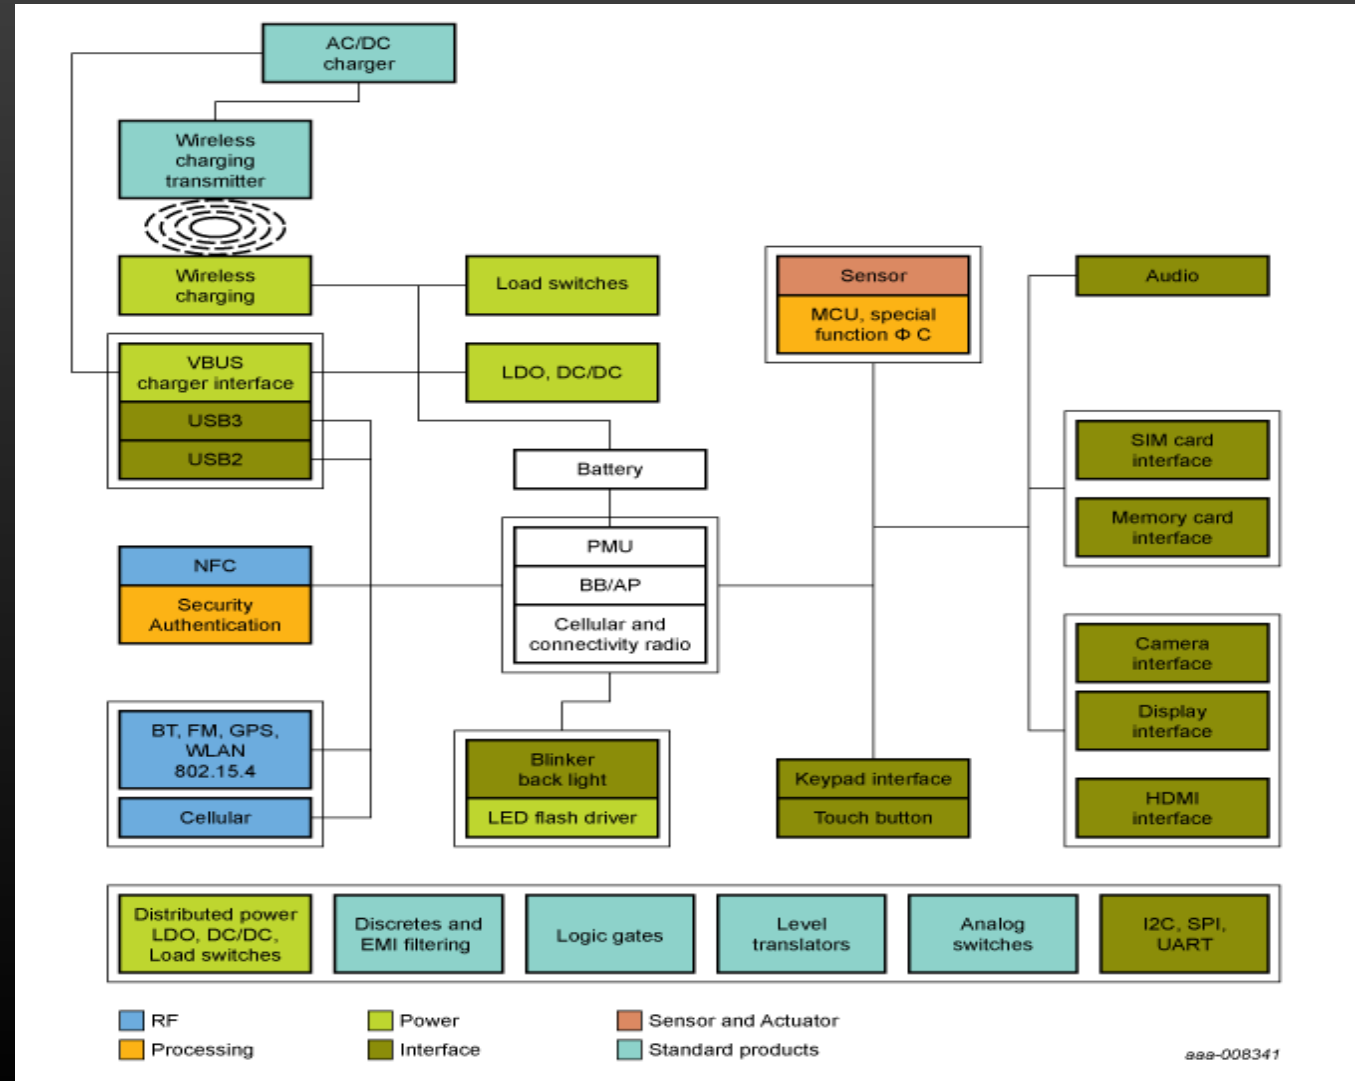 AC/DC
charger
Wireless
charging
transmitter
Wireless
charging
Load switches
VBUS
charger interface
USB3
USB2
LDO, DC/DC
Battery
PMU
BB/AP
Cellular and
connectivity radio
NFC
Security
Authentication
BT, FM, GPS,
WLAN
802.15.4
Cellular
Blinker
back light
LED flash driver
Sensor
MCU, special
function Φ C
Keypad interface
Touch button
Audio
SIM card
interface
Memory card
interface
Camera
interface
Display
interface
HDMI
interface
Distributed power
LDO, DC/DC,
Load switches
Discretes and
EMI filtering
Logic gates
Level
translators
Analog
switches
I2C, SPI,
UART
RF
Power
Sensor and Actuator
Processing
Interface
Standard products
aaa-008341